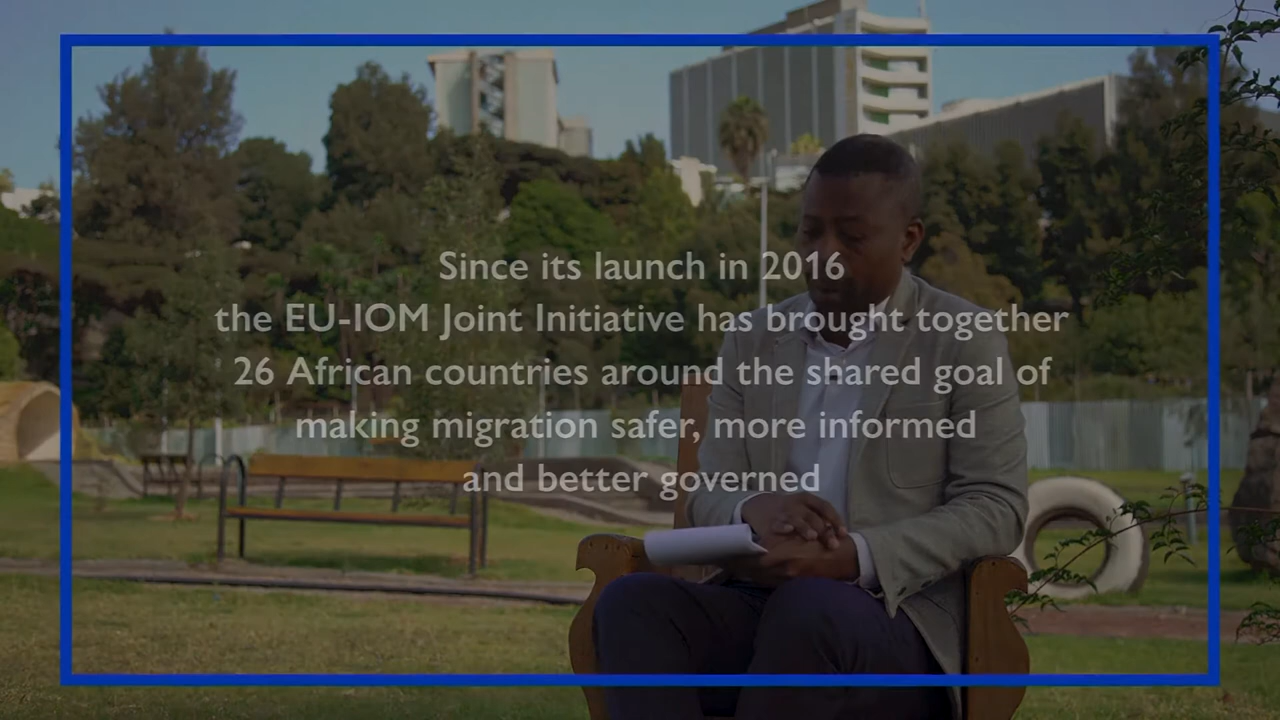 Since its launch in 2016
the EU-IOM Joint Initiative has brought together
26 African countries around the shared goal of
making migration safer, more informed
and better governed